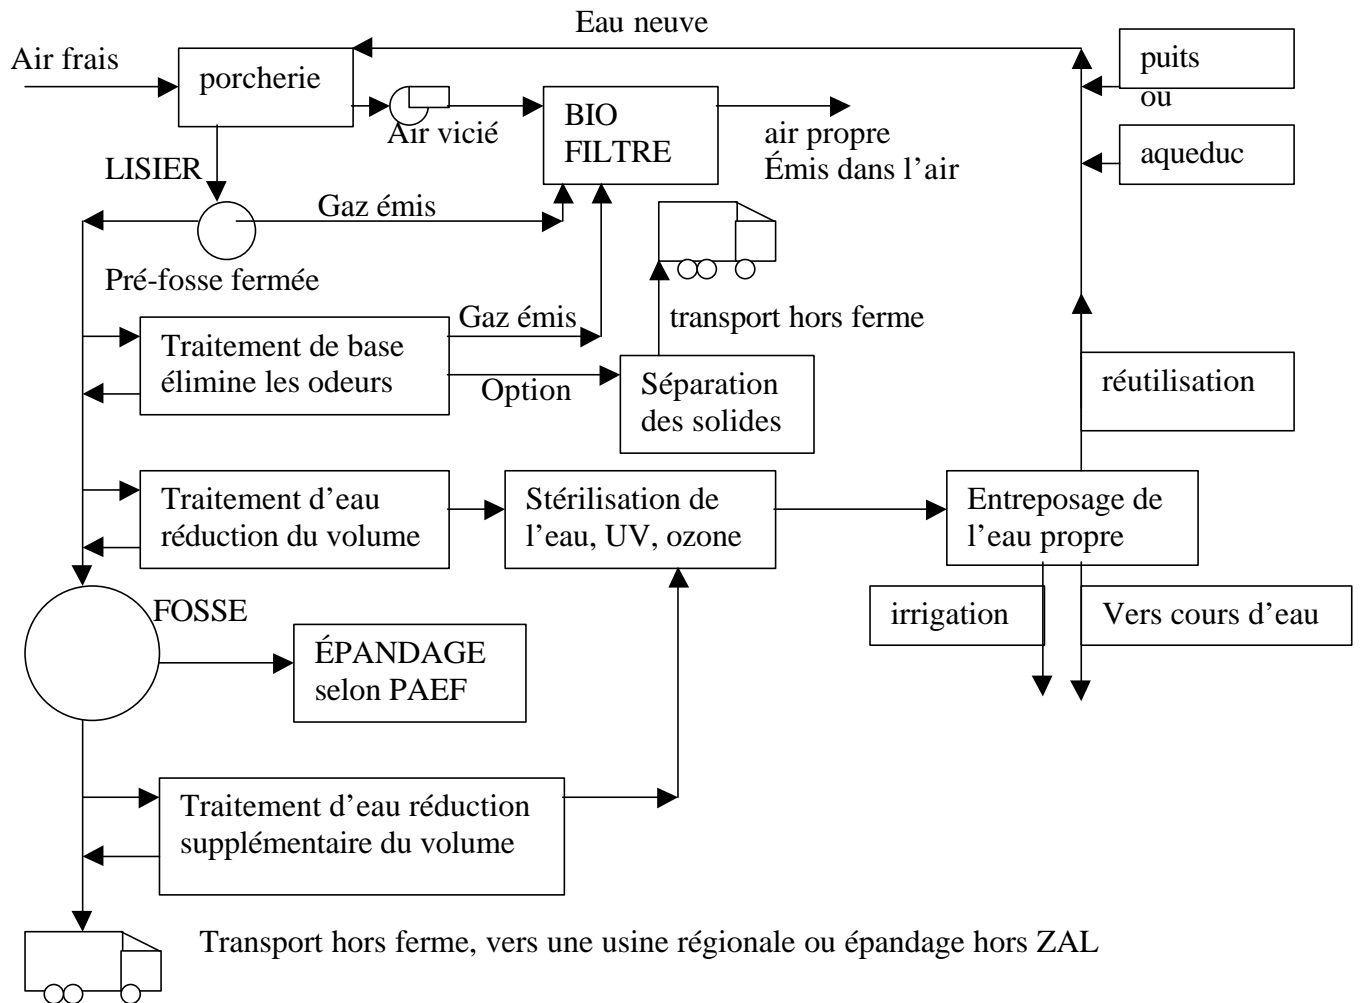 Eau neuve
Air frais
porcherie
puits
ou
aqueduc
Air vicié
BIO
FILTRE
air propre
Émis dans l’air
LISIER
Gaz émis
Pré-fosse fermée
Gaz émis
transport hors ferme
Traitement de base
élimine les odeurs
Option
Séparation
des solides
réutilisation
Traitement d’eau
réduction du volume
Stérilisation de
l’eau, UV, ozone
Entreposage de
l’eau propre
irrigation
Vers cours d’eau
FOSSE
ÉPANDAGE
selon PAEF
Traitement d’eau réduction
supplémentaire du volume
Transport hors ferme, vers une usine régionale ou épandage hors ZAL